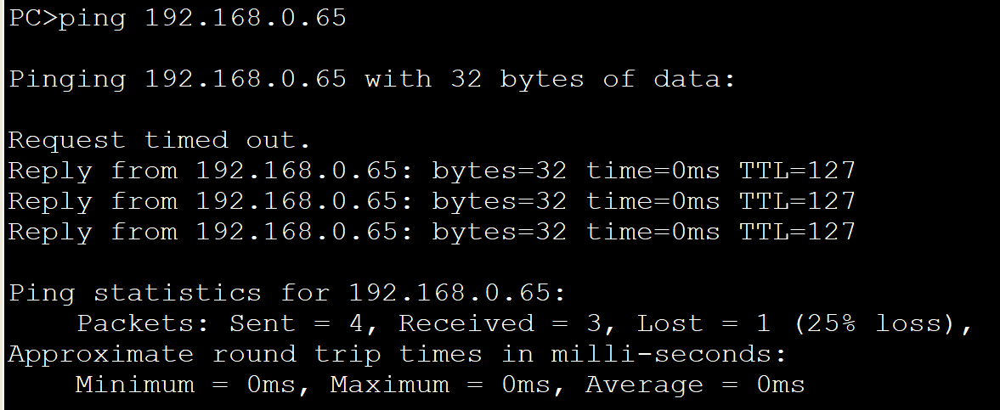 PC>ping 192.168.0.65
Pinging 192.168.0.65 with 32 bytes of data:
Request timed out.
Reply from 192.168.0.65: bytes=32 time=0ms TTL=127
Reply from 192.168.0.65: bytes=32 time=0ms TTL=127
Reply from 192.168.0.65: bytes=32 time=0ms TTL=127
Ping statistics for 192.168.0.65:
    Packets: Sent = 4, Received = 3, Lost = 1 (25% loss),
Approximate round trip times in milli-seconds:
    Minimum = 0ms, Maximum = 0ms, Average = 0ms